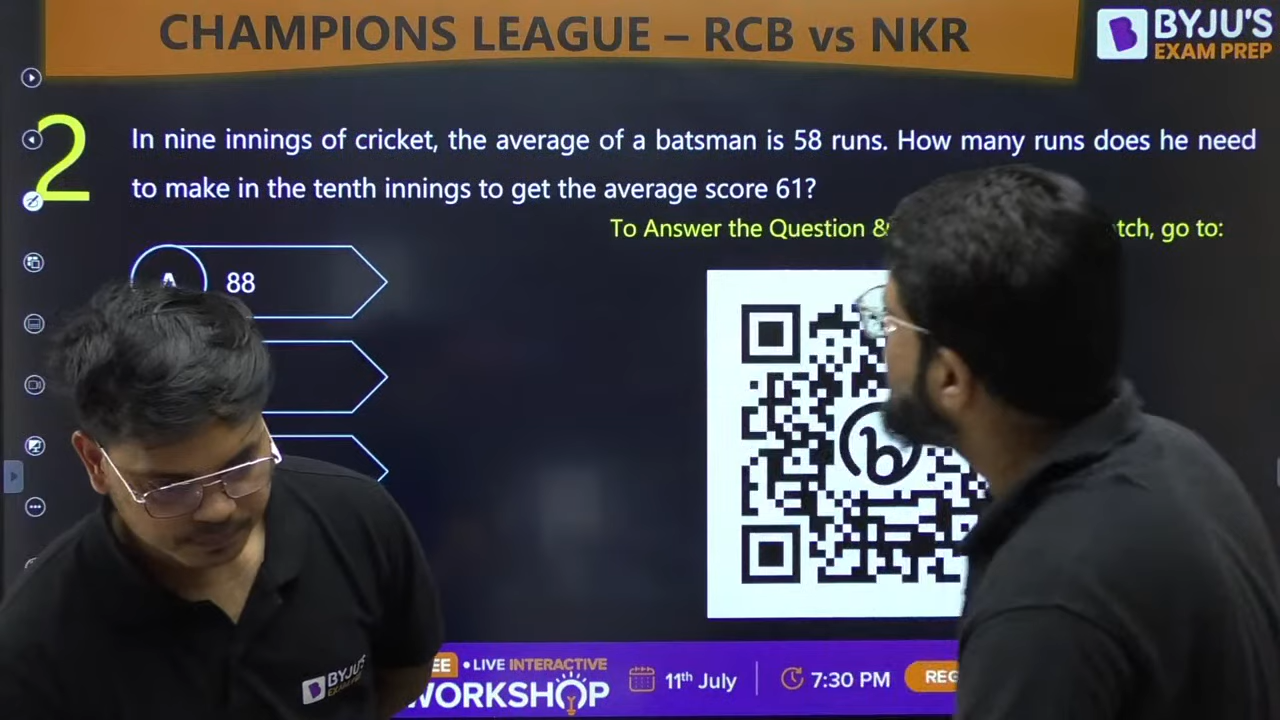 CHAMPIONS LEAGUE – RCB vs NKR
BYJU'S
EXAM PREP
2
In nine innings of cricket, the average of a batsman is 58 runs. How many runs does he need
to make in the tenth innings to get the average score 61?
To Answer the Question &
go to:
A 88
b
BYJU'S
EXAM PREP
• LIVE INTERACTIVE
WORKSHOP
11th July
7:30 PM